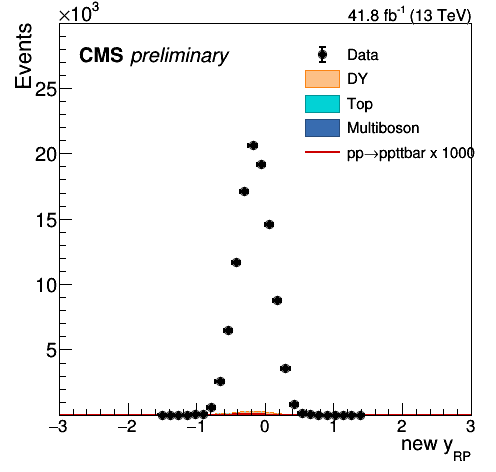 ×10³
41.8 fb⁻¹ (13 TeV)
Events
CMS preliminary
Data
DY
Top
Multiboson
pp→ppttbar x 1000
25
20
15
10
5
−3 −2 −1 0 1 2 3
new y_RP